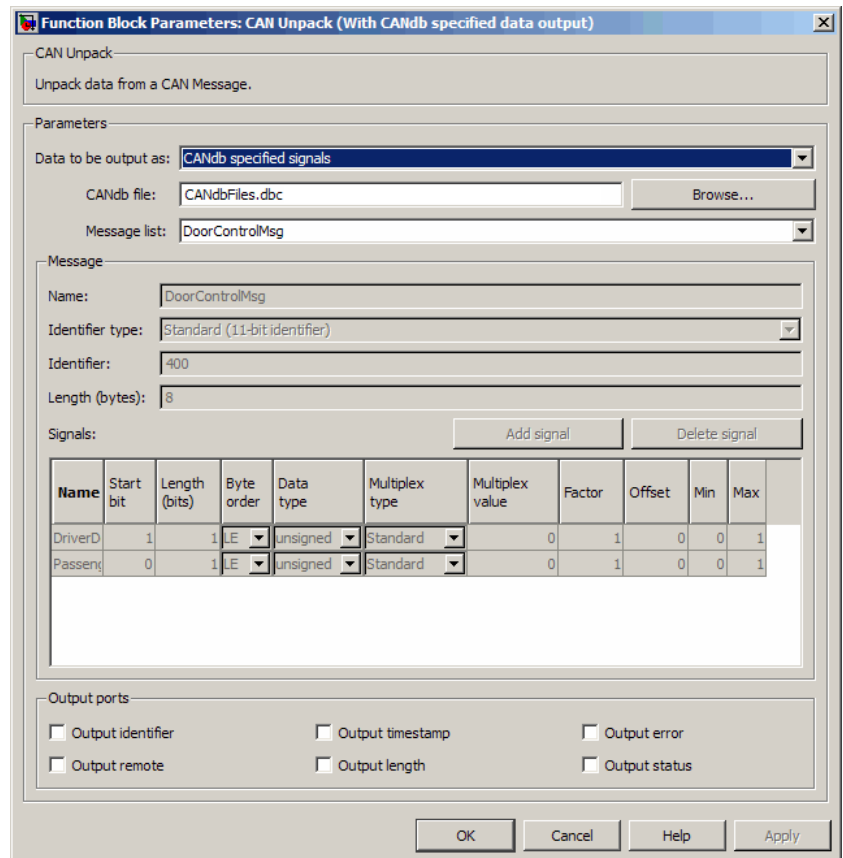 Function Block Parameters: CAN Unpack (With CANdb specified data output)
CAN Unpack
Unpack data from a CAN Message.
Parameters
Data to be output as: CANdb specified signals
CANdb file: CANdbFiles.dbc Browse...
Message list: DoorControlMsg
Message
Name: DoorControlMsg
Identifier type: Standard (11-bit identifier)
Identifier: 400
Length (bytes): 8
Signals: Add signal Delete signal
Name Start bit Length (bits) Byte order Data type Multiplex type Multiplex value Factor Offset Min Max
DriverD 1 1 LE unsigned Standard 0 1 0 0 1
Passeng 0 1 LE unsigned Standard 0 1 0 0 1
Output ports
Output identifier Output timestamp Output error
Output remote Output length Output status
OK Cancel Help Apply